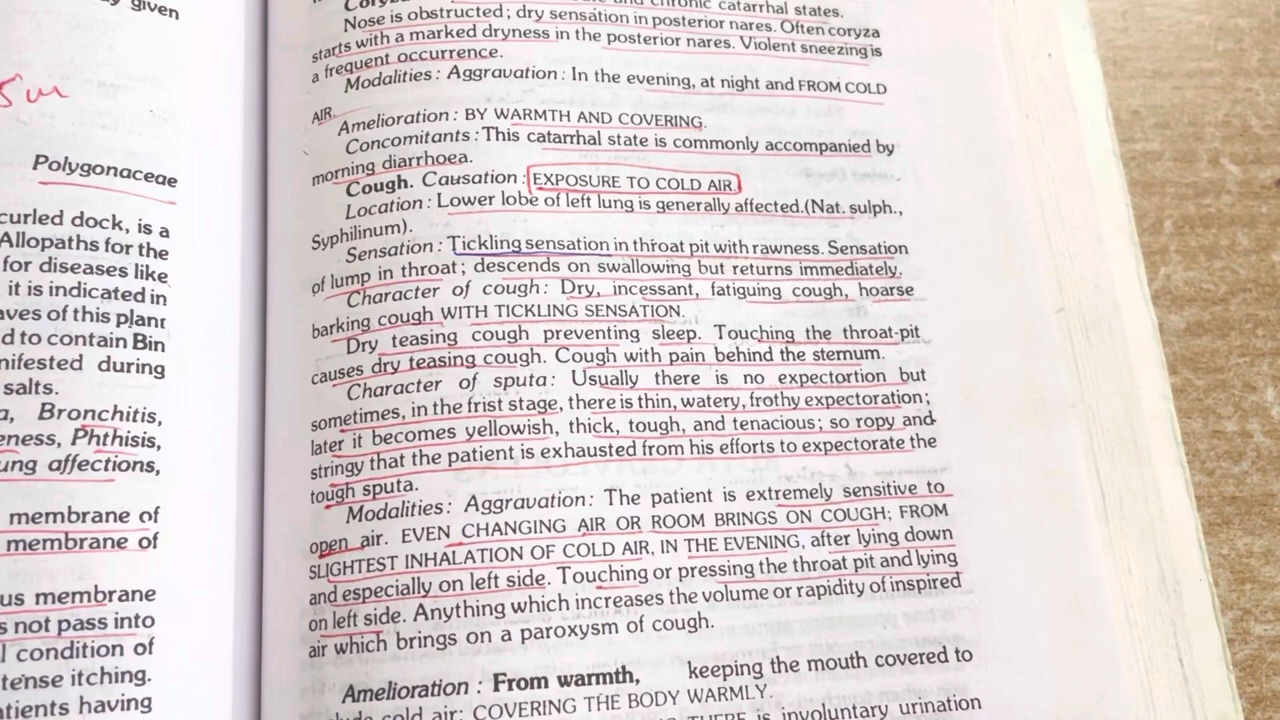 given
5m
Polygonaceae
curled dock, is a
Allopaths for the
for diseases like
it is indicated in
aves of this plant
d to contain Bin
nifested during
salts.
a, Bronchitis,
eness, Phthisis,
ung affections,
membrane of
membrane of
us membrane
s not pass into
l condition of
tense itching.
atients having
chronic catarrhal states.
Nose is obstructed; dry sensation in posterior nares. Often coryza
starts with a marked dryness in the posterior nares. Violent sneezing is
a frequent occurrence.
Modalities: Aggravation: In the evening, at night and FROM COLD
AIR.
Amelioration: BY WARMTH AND COVERING.
Concomitants: This catarrhal state is commonly accompanied by
morning diarrhoea.
Cough. Causation: EXPOSURE TO COLD AIR.
Location: Lower lobe of left lung is generally affected.(Nat. sulph.,
Syphilinum).
Sensation: Tickling sensation in throat pit with rawness. Sensation
of lump in throat; descends on swallowing but returns immediately.
Character of cough: Dry, incessant, fatiguing cough, hoarse
barking cough WITH TICKLING SENSATION.
Dry teasing cough preventing sleep. Touching the throat-pit
causes dry teasing cough. Cough with pain behind the sternum.
Character of sputa: Usually there is no expectortion but
sometimes, in the frist stage, there is thin, watery, frothy expectoration;
later it becomes yellowish, thick, tough, and tenacious; so ropy and
stringy that the patient is exhausted from his efforts to expectorate the
tough sputa.
Modalities: Aggravation: The patient is extremely sensitive to
open air. EVEN CHANGING AIR OR ROOM BRINGS ON COUGH; FROM
SLIGHTEST INHALATION OF COLD AIR, IN THE EVENING, after lying down
and especially on left side. Touching or pressing the throat pit and lying
on left side. Anything which increases the volume or rapidity of inspired
air which brings on a paroxysm of cough.
Amelioration: From warmth, keeping the mouth covered to
cold air: COVERING THE BODY WARMLY.
THERE is involuntary urination